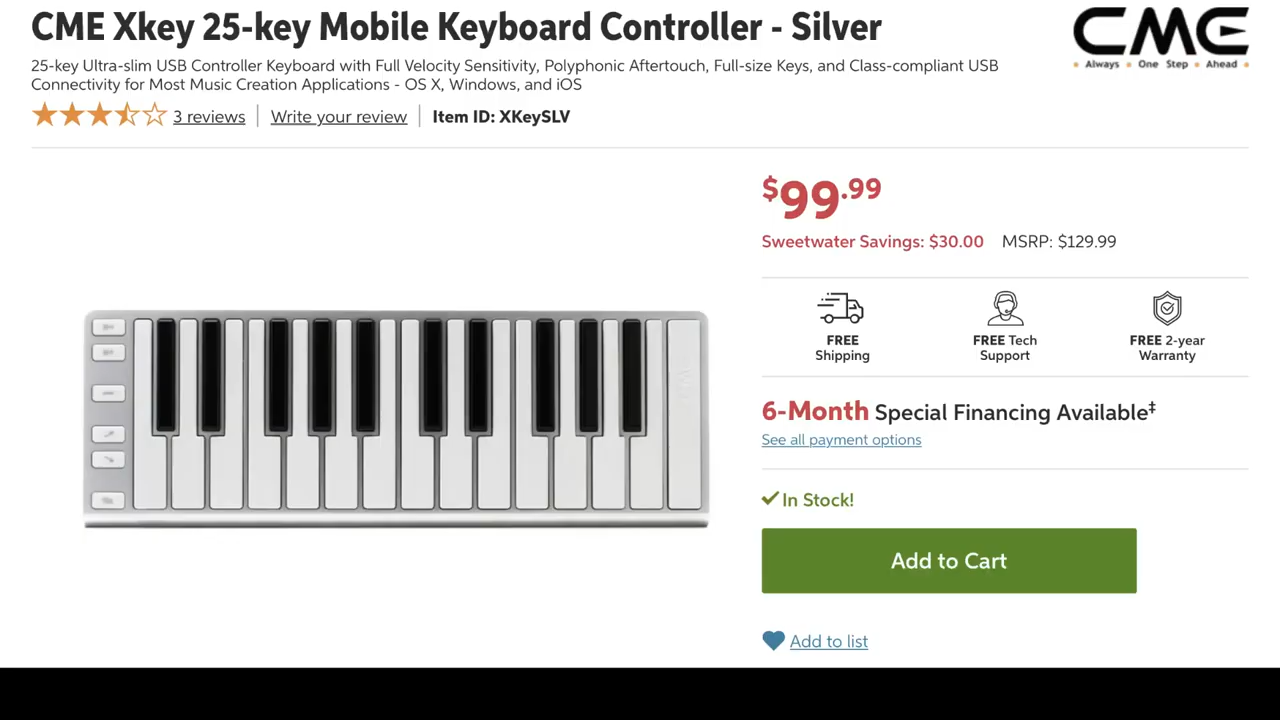 CME Xkey 25-key Mobile Keyboard Controller - Silver
CME
Always One Step Ahead
25-key Ultra-slim USB Controller Keyboard with Full Velocity Sensitivity, Polyphonic Aftertouch, Full-size Keys, and Class-compliant USB
Connectivity for Most Music Creation Applications - OS X, Windows, and iOS
3 reviews | Write your review | Item ID: XKeySLV
$99.99
Sweetwater Savings: $30.00 MSRP: $129.99
FREE
Shipping
FREE Tech
Support
FREE 2-year
Warranty
6-Month Special Financing Available‡
See all payment options
In Stock!
Add to Cart
Add to list